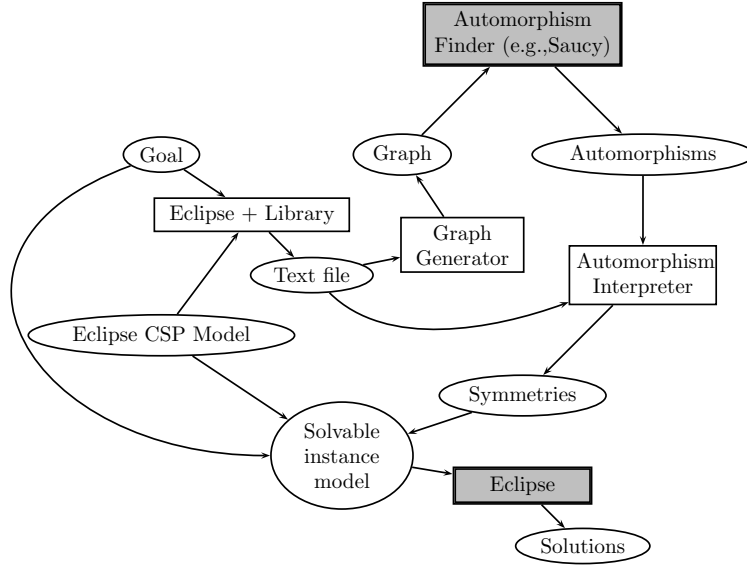 Automorphism
Finder (e.g.,Saucy)
Goal
Graph
Automorphisms
Eclipse + Library
Graph
Generator
Text file
Automorphism
Interpreter
Eclipse CSP Model
Symmetries
Solvable
instance
model
Eclipse
Solutions